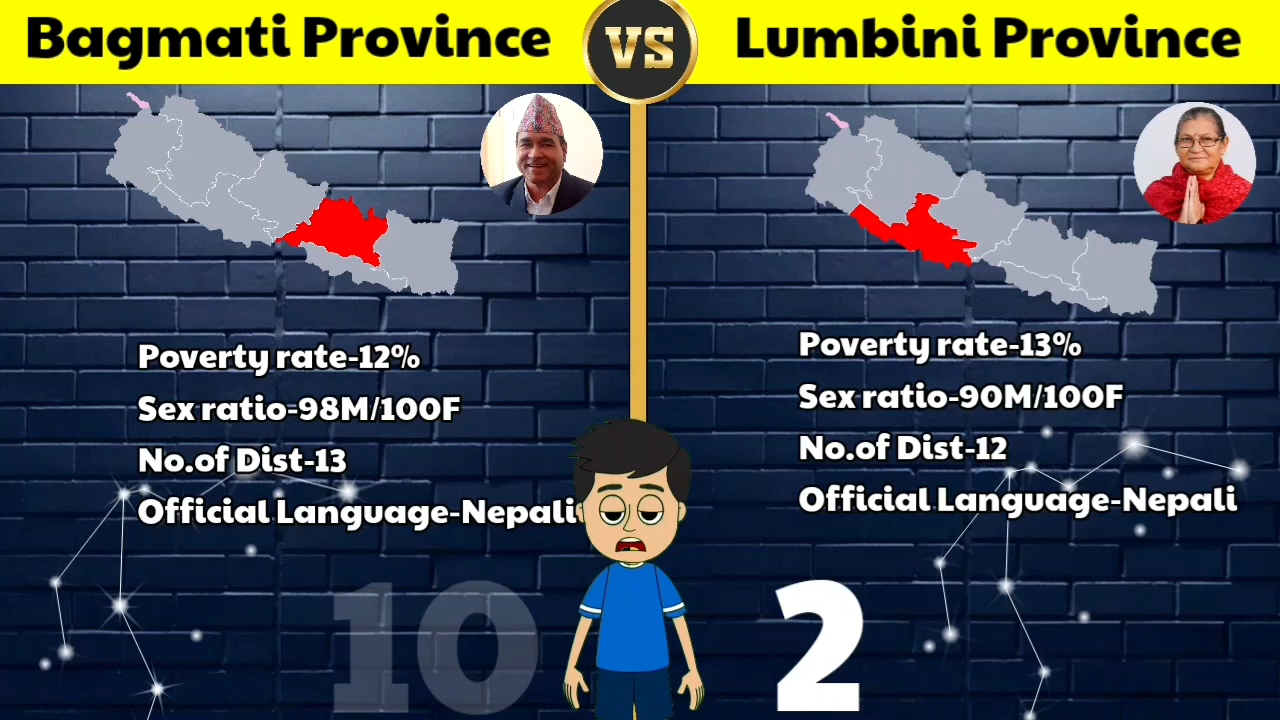 Bagmati Province
VS
Lumbini Province
Poverty rate-12%
Sex ratio-98M/100F
No.of Dist-13
Official Language-Nepali
Poverty rate-13%
Sex ratio-90M/100F
No.of Dist-12
Official Language-Nepali
10
2